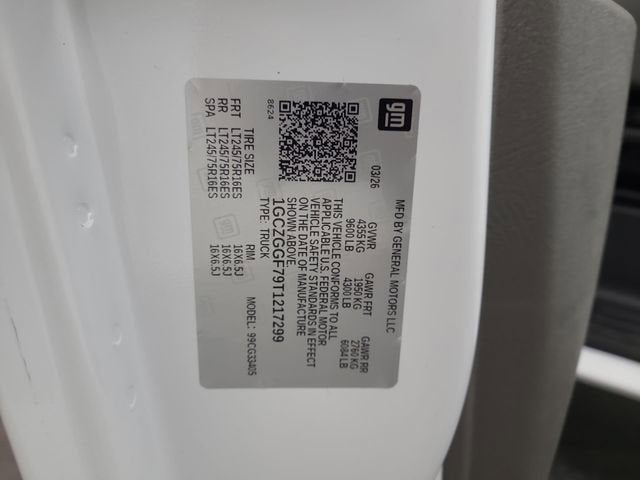 gm
MFD BY GENERAL MOTORS LLC
03/26 GVWR GAWR FRT GAWR RR
4355 KG 1950 KG 2760 KG
9600 LB 4300 LB 6084 LB
THIS VEHICLE CONFORMS TO ALL
APPLICABLE U.S. FEDERAL MOTOR
VEHICLE SAFETY STANDARDS IN EFFECT
ON THE DATE OF MANUFACTURE
SHOWN ABOVE.
1GCZGGF79T1217299
TYPE: TRUCK
8624 MODEL: 99CG33405
TIRE SIZE RIM
FRT LT245/75R16ES 16X6.5J
RR LT245/75R16ES 16X6.5J
SPA LT245/75R16ES 16X6.5J